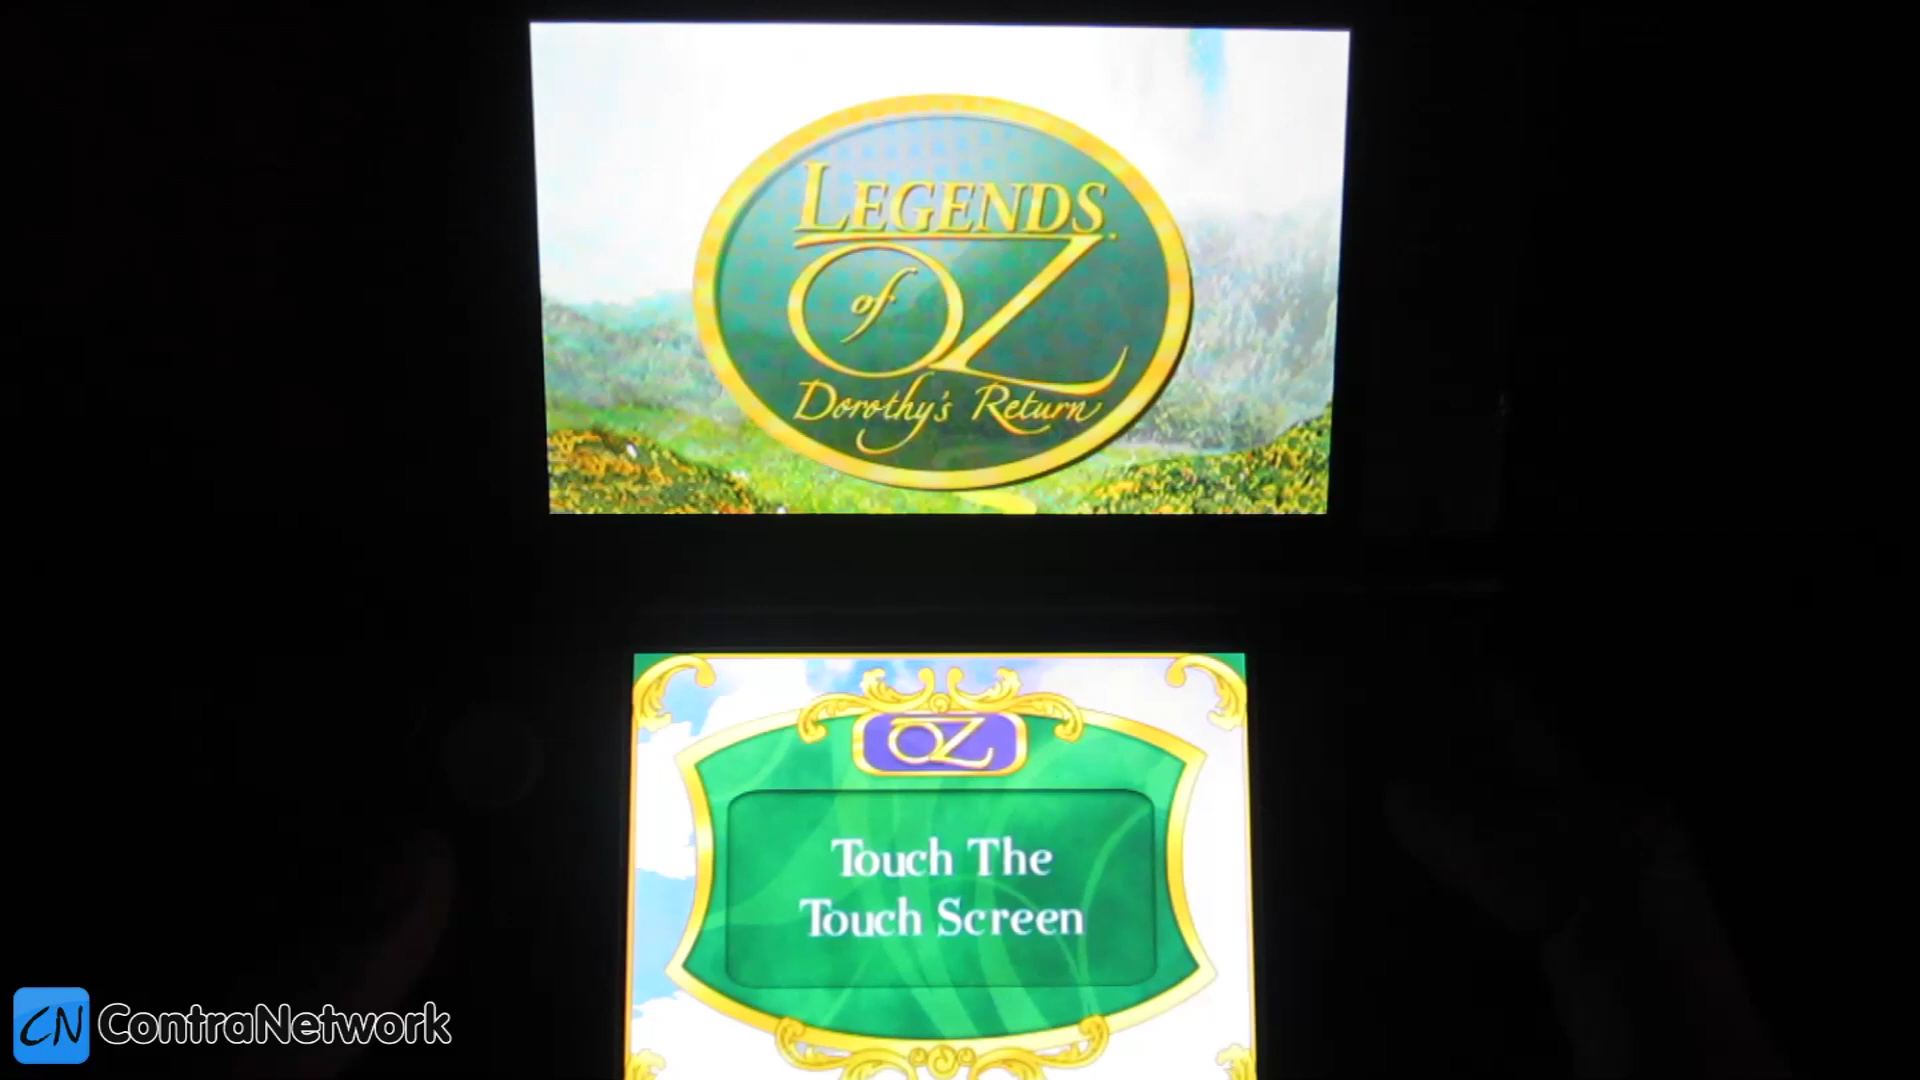 LEGENDS
of OZ
Dorothy's Return
OZ
Touch The
Touch Screen
CN ContraNetwork